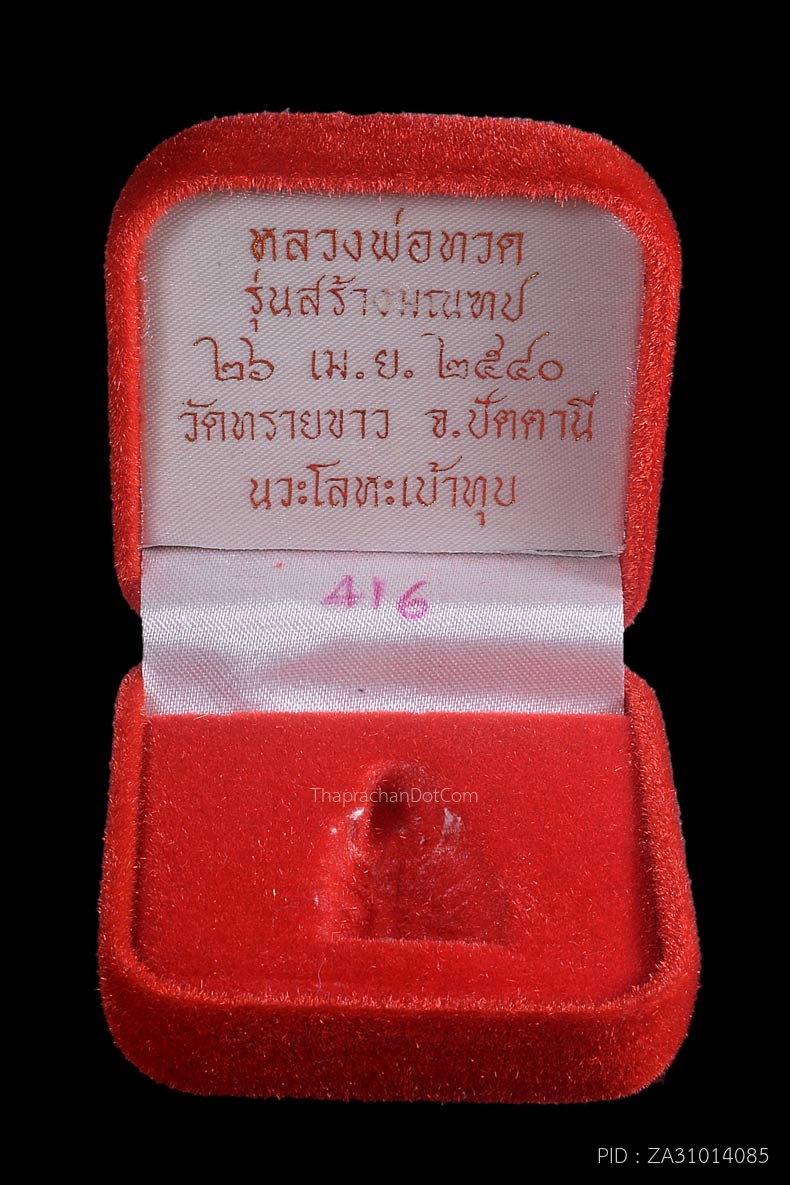 หลวงพ่อทวด
รุ่นสร้างมณฑป
๒๖ เม.ย. ๒๕๔๐
วัดทรายขาว จ.ปัตตานี
นวะโลหะเบ้าทุบ
416
ThaprachanDotCom
PID : ZA31014085